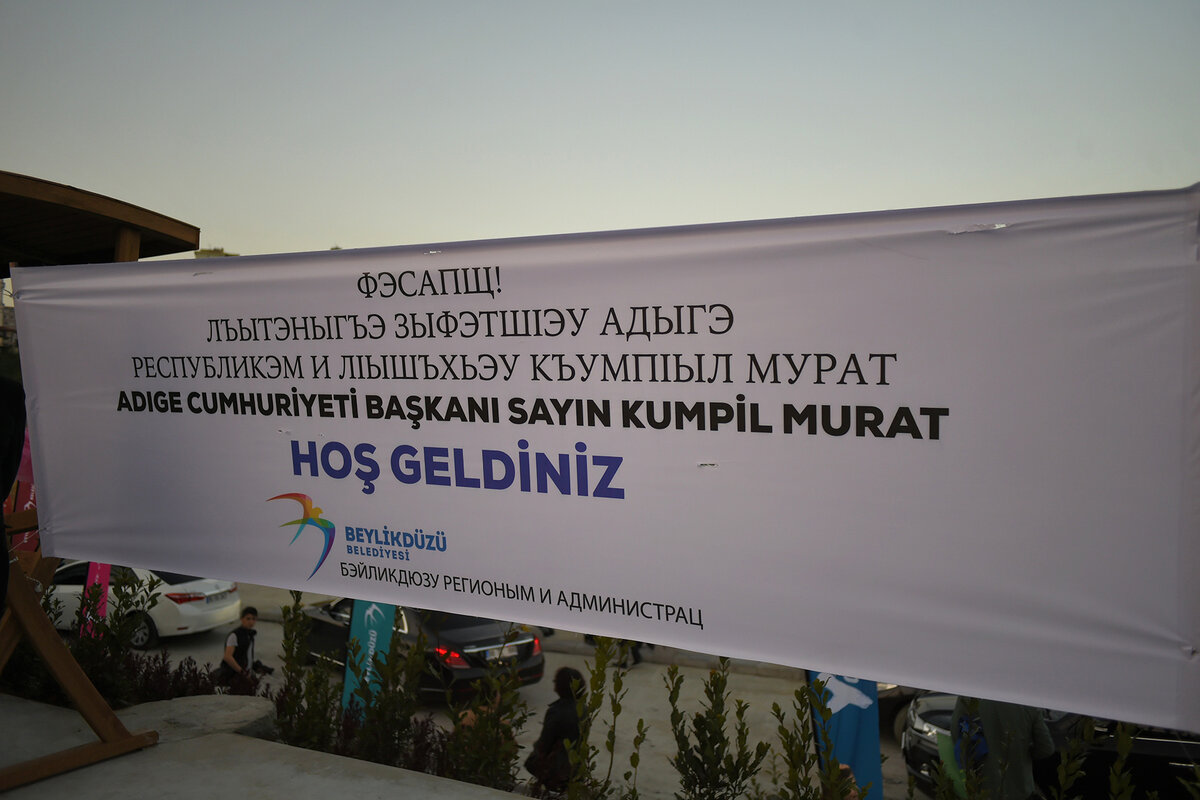 ФЭСАПЩ!
ЛЪЫТЭНЫГЪЭ ЗЫФЭТШІЭУ АДЫГЭ
РЕСПУБЛИКЭМ И ЛІЫШЪХЬЭУ КЪУМПІЫЛ МУРАТ
ADIGE CUMHURİYETİ BAŞKANI SAYIN KUMPİL MURAT
HOŞ GELDİNİZ
BEYLİKDÜZÜ
BELEDİYESİ
БЭЙЛИКДЮЗУ РЕГИОНЫМ И АДМИНИСТРАЦ